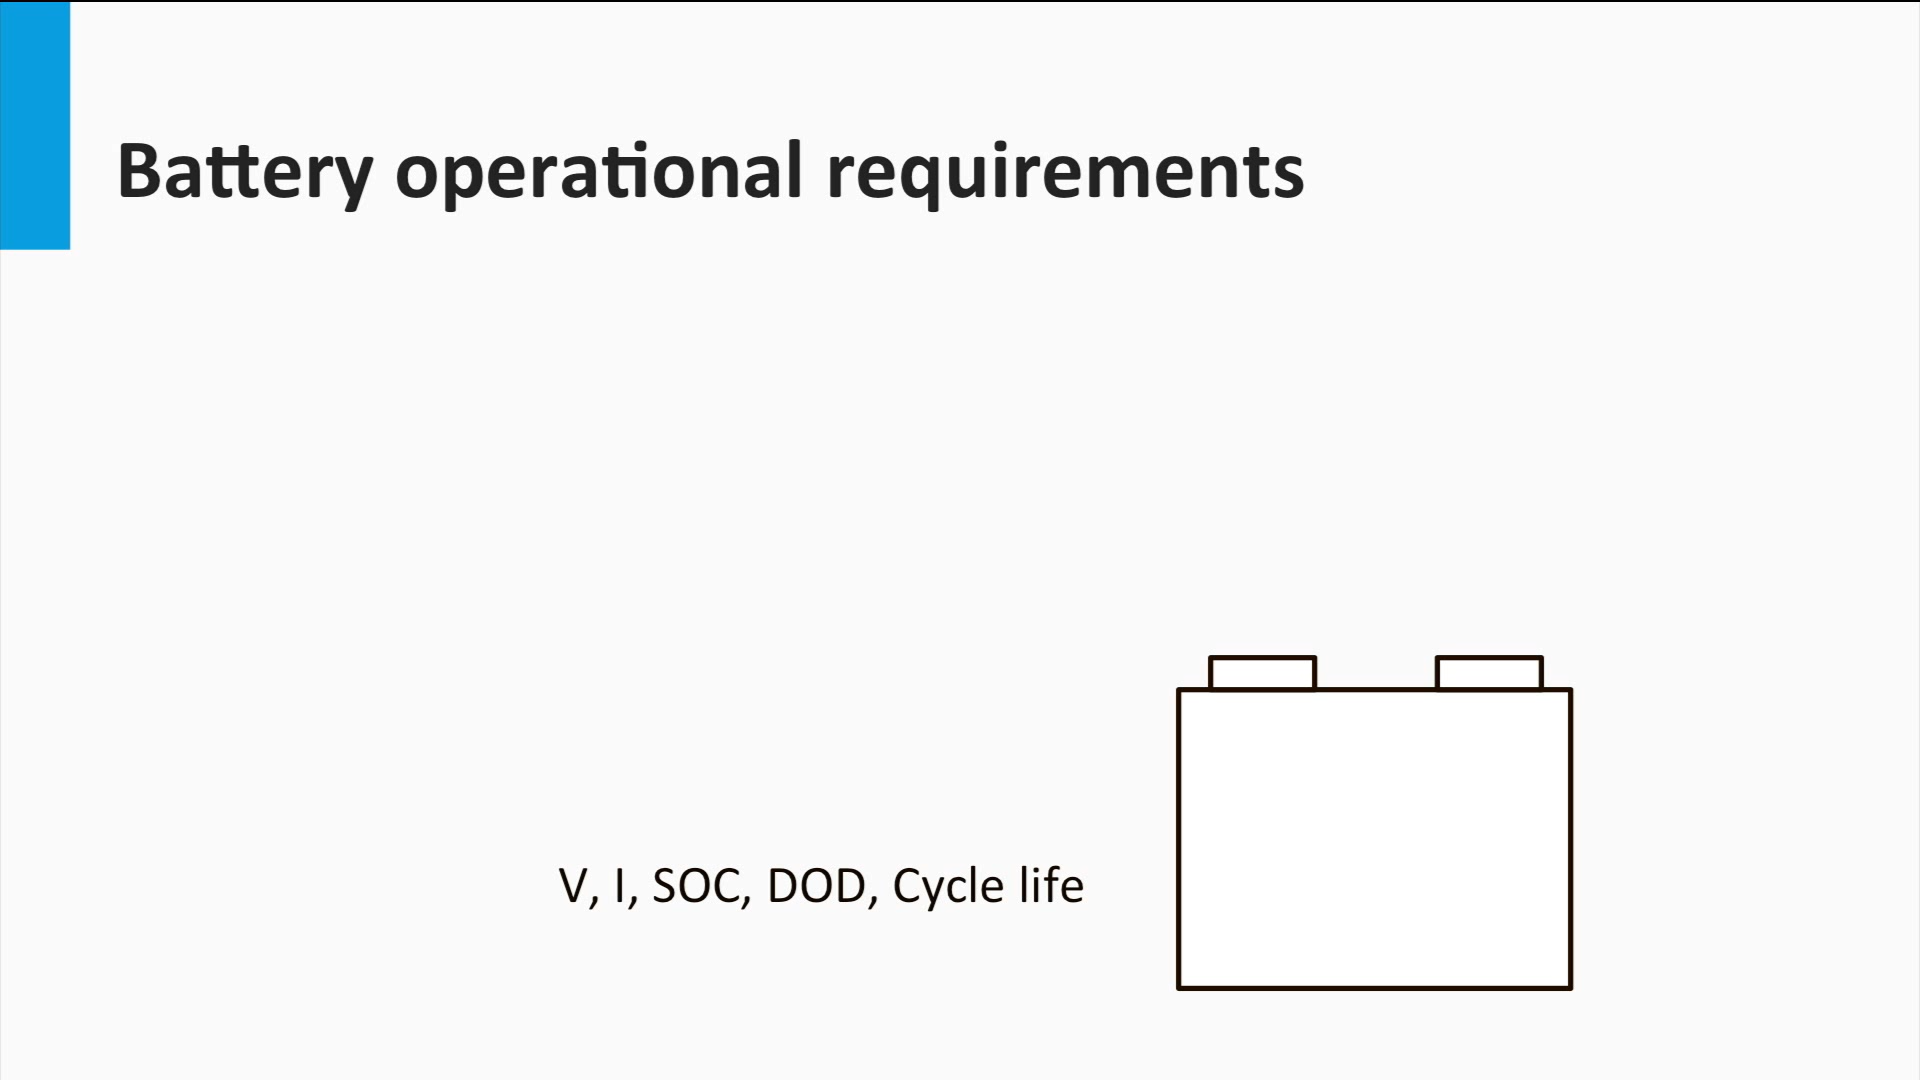 Battery operational requirements
V, I, SOC, DOD, Cycle life